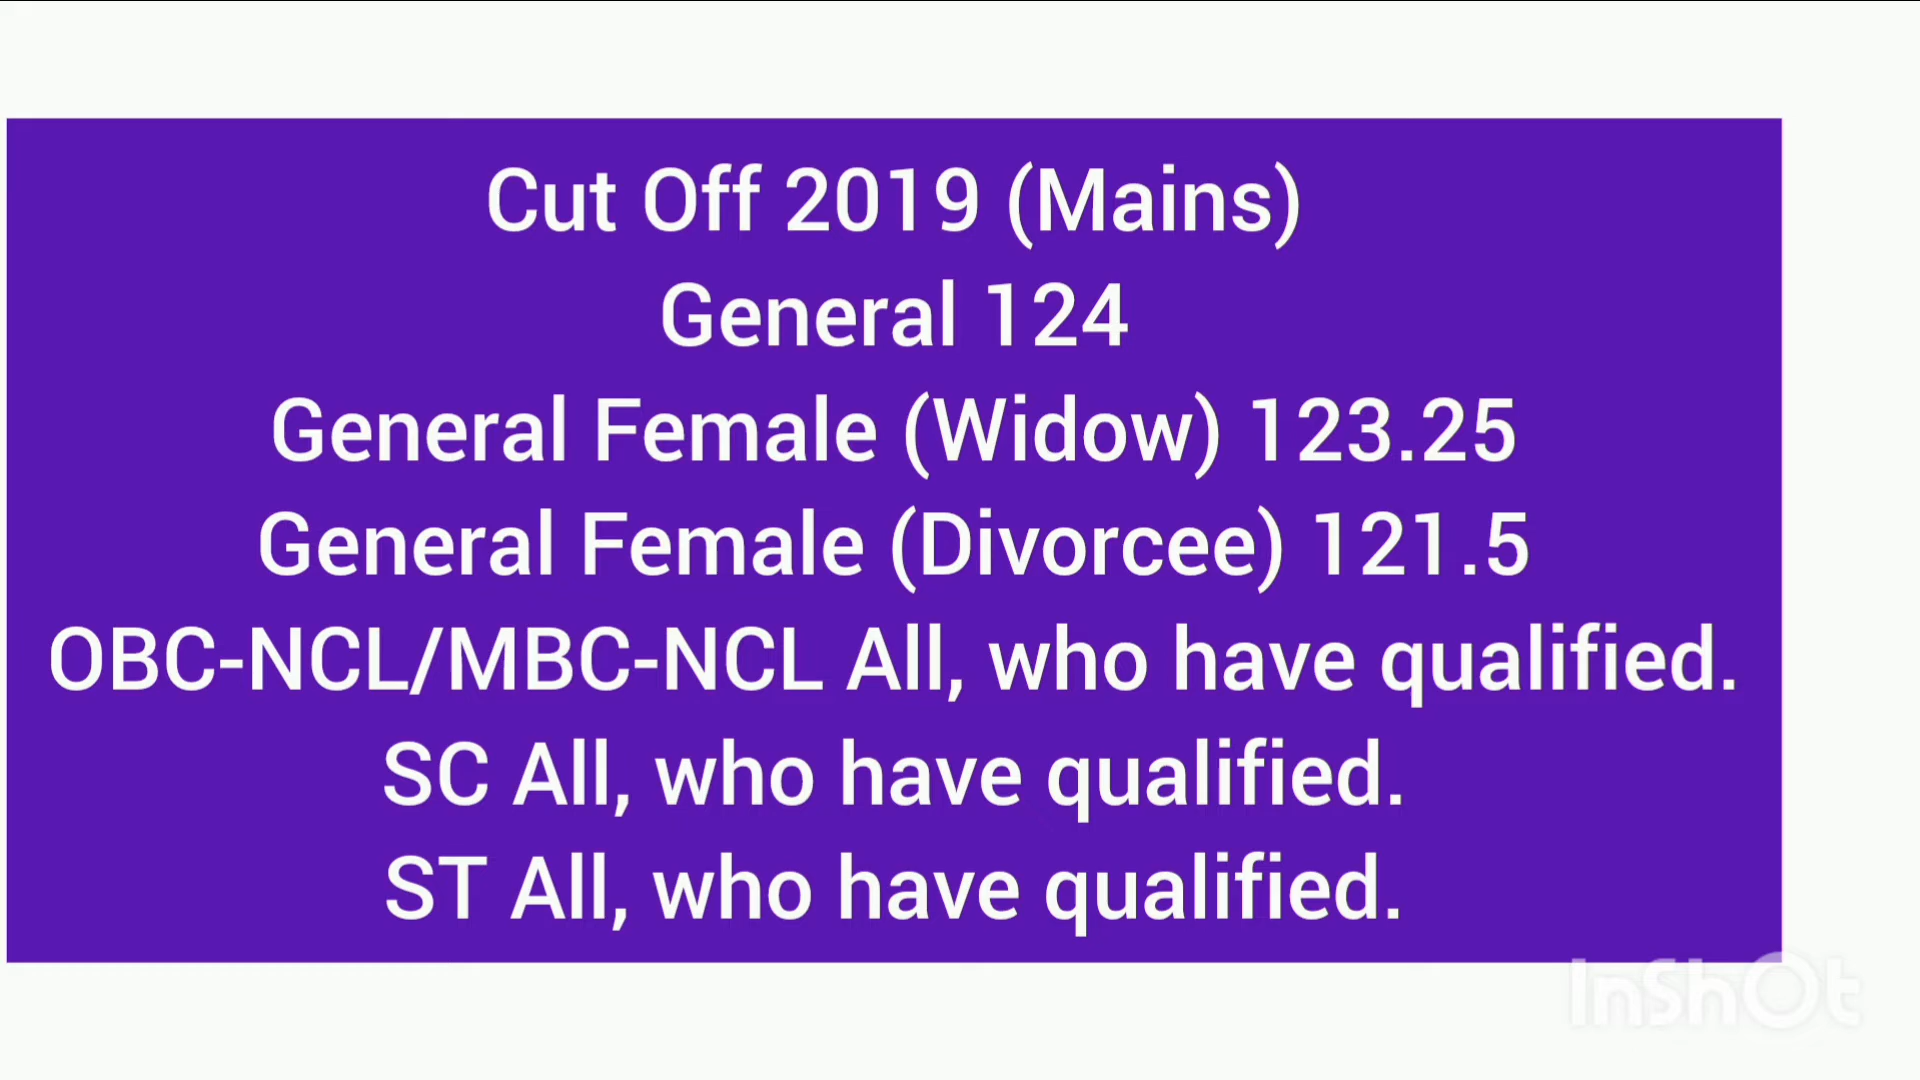 Cut Off 2019 (Mains)
General 124
General Female (Widow) 123.25
General Female (Divorcee) 121.5
OBC-NCL/MBC-NCL All, who have qualified.
SC All, who have qualified.
ST All, who have qualified.
InShOt